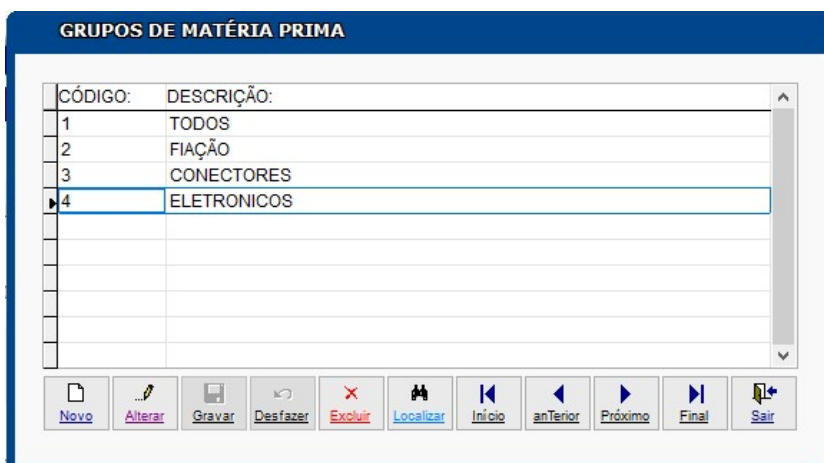 GRUPOS DE MATÉRIA PRIMA
CÓDIGO: DESCRIÇÃO:
1 TODOS
2 FIAÇÃO
3 CONECTORES
4 ELETRONICOS
Novo Alterar Gravar Desfazer Excluir Localizar Início anTerior Próximo Final Sair